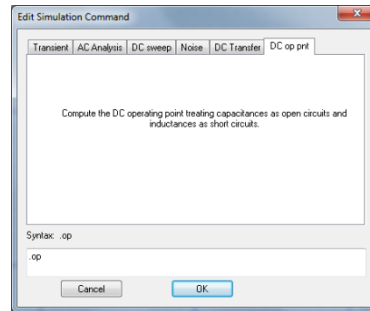 Edit Simulation Command
Transient AC Analysis DC sweep Noise DC Transfer DC op pnt
Compute the DC operating point treating capacitances as open circuits and
inductances as short circuits.
Syntax: .op
.op
Cancel OK